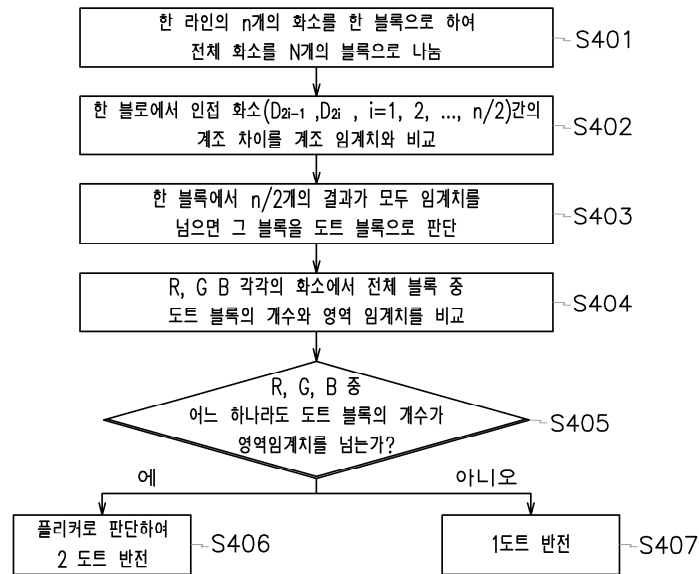 한 라인의 n개의 화소를 한 블록으로 하여
전체 화소를 N개의 블록으로 나눔
S401
한 블로에서 인접 화소(D2i-1 ,D2i , i=1, 2, ..., n/2)간의
계조 차이를 계조 임계치와 비교
S402
한 블록에서 n/2개의 결과가 모두 임계치를
넘으면 그 블록을 도트 블록으로 판단
S403
R, G B 각각의 화소에서 전체 블록 중
도트 블록의 개수와 영역 임계치를 비교
S404
R, G, B 중
어느 하나라도 도트 블록의 개수가
영역임계치를 넘는가?
S405
에
아니오
플리커로 판단하여
2 도트 반전
S406
1도트 반전
S407